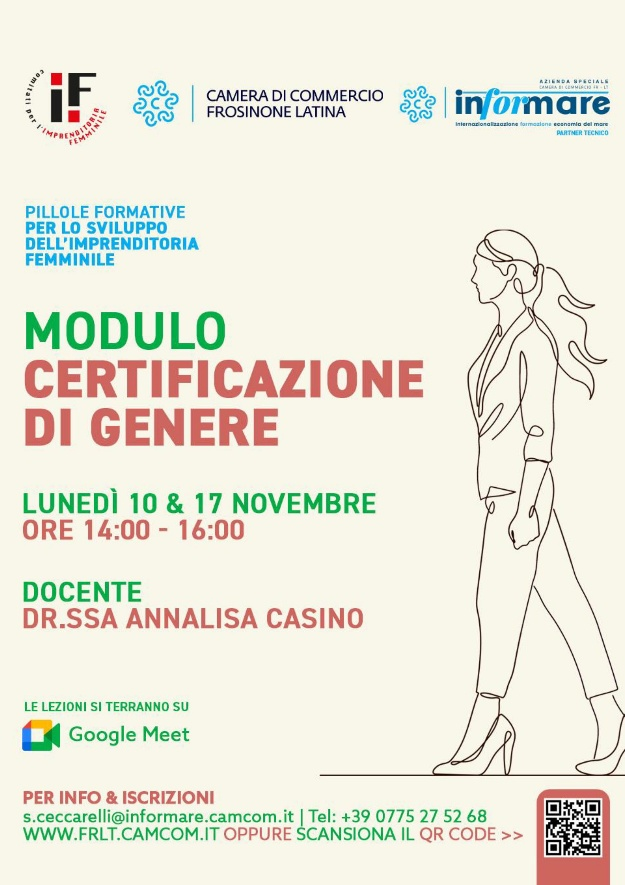 comitati per l'IMPRENDITORIA FEMMINILE
iF
CAMERA DI COMMERCIO
FROSINONE LATINA
AZIENDA SPECIALE
CAMERA DI COMMERCIO FR - LT
informare
internazionalizzazione formazione economia del mare
PARTNER TECNICO
PILLOLE FORMATIVE
PER LO SVILUPPO
DELL'IMPRENDITORIA
FEMMINILE
MODULO
CERTIFICAZIONE
DI GENERE
LUNEDÌ 10 & 17 NOVEMBRE
ORE 14:00 - 16:00
DOCENTE
DR.SSA ANNALISA CASINO
LE LEZIONI SI TERRANNO SU
Google Meet
PER INFO & ISCRIZIONI
s.ceccarelli@informare.camcom.it | Tel: +39 0775 27 52 68
WWW.FRLT.CAMCOM.IT OPPURE SCANSIONA IL QR CODE >>